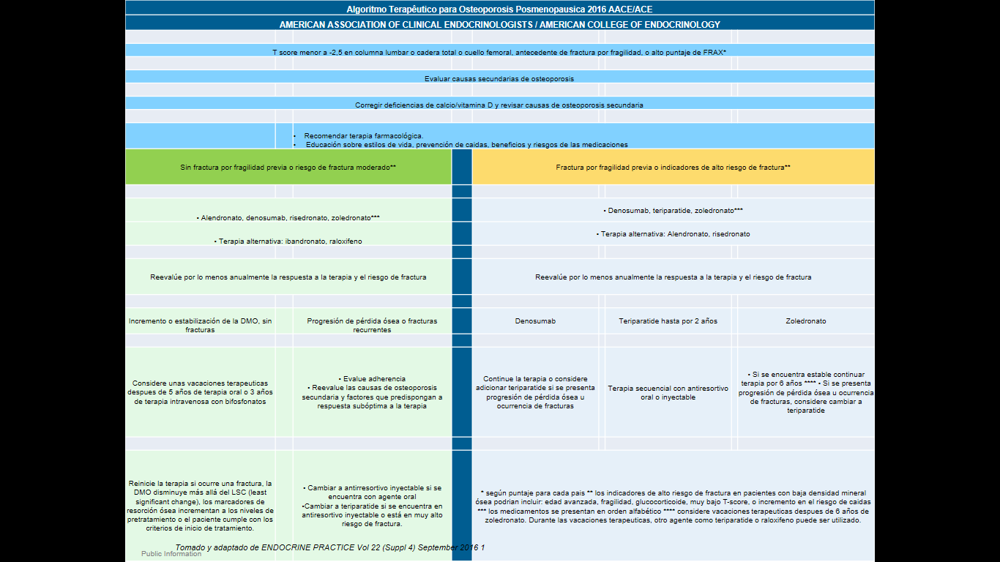 Algoritmo Terapêutico para Osteoporosis Posmenopausica 2016 AACE/ACE
AMERICAN ASSOCIATION OF CLINICAL ENDOCRINOLOGISTS / AMERICAN COLLEGE OF ENDOCRINOLOGY
T score menor a -2,5 en columna lumbar o cadera total o cuello femoral, antecedente de fractura por fragilidad, o alto puntaje de FRAX*
Evaluar causas secundarias de osteoporosis
Corregir deficiencias de calcio/vitamina D y revisar causas de osteoporosis secundaria
• Recomendar terapia farmacológica.
• Educación sobre estilos de vida, prevención de caidas, beneficios y riesgos de las medicaciones
Sin fractura por fragilidad previa o riesgo de fractura moderado**
Fractura por fragilidad previa o indicadores de alto riesgo de fractura**
• Alendronato, denosumab, risedronato, zoledronato***
• Denosumab, teriparatide, zoledronato***
• Terapia alternativa: ibandronato, raloxifeno
• Terapia alternativa: Alendronato, risedronato
Reevalúe por lo menos anualmente la respuesta a la terapia y el riesgo de fractura
Reevalúe por lo menos anualmente la respuesta a la terapia y el riesgo de fractura
Incremento o estabilización de la DMO, sin
fracturas
Progresión de pérdida ósea o fracturas
recurrentes
Denosumab
Teriparatide hasta por 2 años
Zoledronato
Considere unas vacaciones terapeuticas
despues de 5 años de terapia oral o 3 años
de terapia intravenosa con bifosfonatos
• Evalue adherencia
• Reevalue las causas de osteoporosis
secundaria y factores que predispongan a
respuesta subóptima a la terapia
Continue la terapia o considere
adicionar teriparatide si se presenta
progresión de pérdida ósea u
ocurrencia de fracturas
Terapia secuencial con antiresortivo
oral o inyectable
• Si se encuentra estable continuar
terapia por 6 años **** • Si se presenta
progresión de pérdida ósea u ocurrencia
de fracturas, considere cambiar a
teriparatide
Reinicie la terapia si ocurre una fractura, la
DMO disminuye más allá del LSC (least
significant change), los marcadores de
resorción ósea incrementan a los niveles de
pretratamiento o el paciente cumple con los
criterios de inicio de tratamiento.
• Cambiar a antirresortivo inyectable si se
encuentra con agente oral
•Cambiar a teriparatide si se encuentra en
antiresortivo inyectable o está en muy alto
riesgo de fractura.
* según puntaje para cada pais ** los indicadores de alto riesgo de fractura en pacientes con baja densidad mineral
ósea podrian incluir: edad avanzada, fragilidad, glucocorticoide, muy bajo T-score, o incremento en el riesgo de caidas
*** los medicamentos se presentan en orden alfabético **** considere vacaciones terapeuticas despues de 6 años de
zoledronato. Durante las vacaciones terapeuticas, otro agente como teriparatide o raloxifeno puede ser utilizado.
Tomado y adaptado de ENDOCRINE PRACTICE Vol 22 (Suppl 4) September 2016 1
Public Information